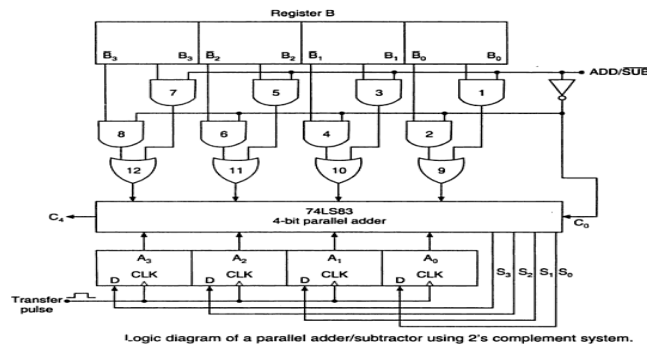 Register B
B̅₃ B₃ B̅₂ B₂ B̅₁ B₁ B̅₀ B₀
ADD/S̅U̅B̅
7 5 3 1
8 6 4 2
12 11 10 9
74LS83
4-bit parallel adder
C₄ C₀
A₃ A₂ A₁ A₀
S₃ S₂ S₁ S₀
D CLK D CLK D CLK D CLK
Transfer
pulse
Logic diagram of a parallel adder/subtractor using 2's complement system.